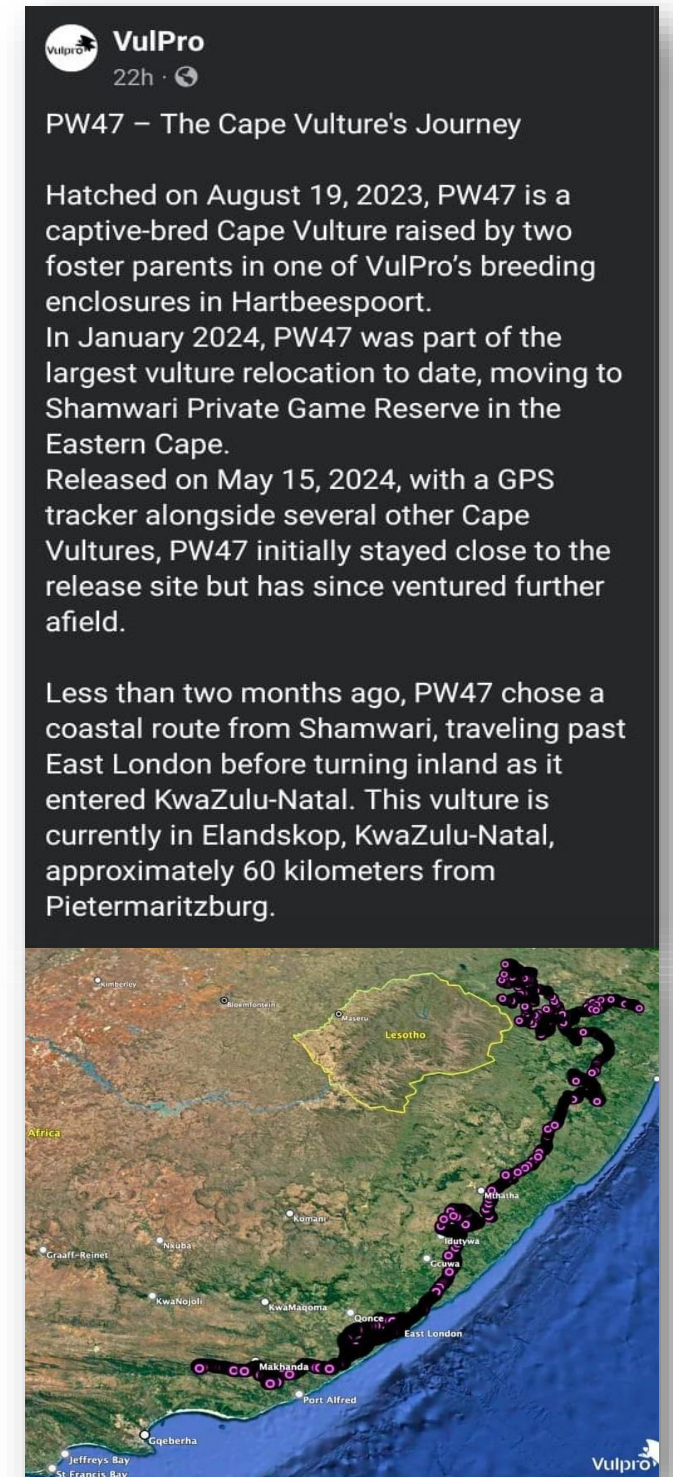 Vulpro
VulPro
22h ·
PW47 – The Cape Vulture's Journey
Hatched on August 19, 2023, PW47 is a
captive-bred Cape Vulture raised by two
foster parents in one of VulPro’s breeding
enclosures in Hartbeespoort.
In January 2024, PW47 was part of the
largest vulture relocation to date, moving to
Shamwari Private Game Reserve in the
Eastern Cape.
Released on May 15, 2024, with a GPS
tracker alongside several other Cape
Vultures, PW47 initially stayed close to the
release site but has since ventured further
afield.
Less than two months ago, PW47 chose a
coastal route from Shamwari, traveling past
East London before turning inland as it
entered KwaZulu-Natal. This vulture is
currently in Elandskop, KwaZulu-Natal,
approximately 60 kilometers from
Pietermaritzburg.
Kimberley
Bloemfontein
Maseru
Lesotho
Africa
Mthatha
Komani
Idutywa
Nxuba
Graaff-Reinet
Gcuwa
KwaNojoli
KwaMaqoma
Qonce
East London
Makhanda
Port Alfred
Gqeberha
Jeffreys Bay
St Francis Bay
Vulpro